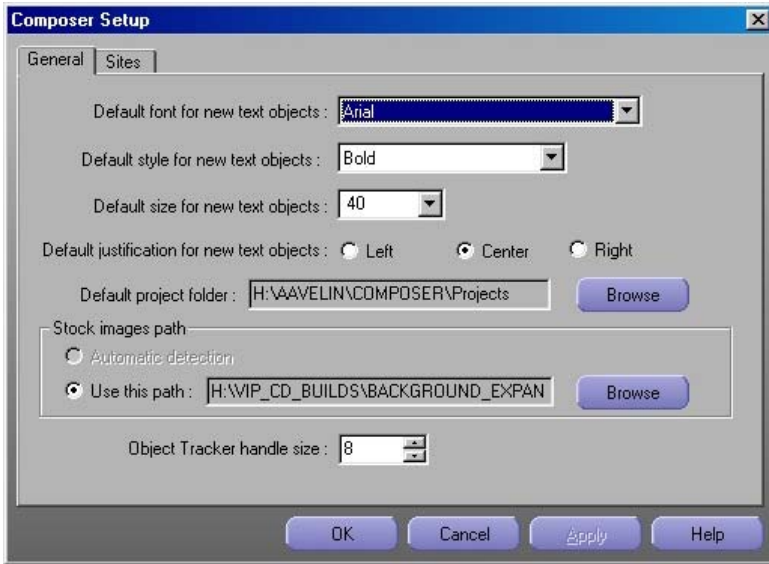 Composer Setup
General Sites
Default font for new text objects : Arial
Default style for new text objects : Bold
Default size for new text objects : 40
Default justification for new text objects : Left Center Right
Default project folder : H:\AAVELIN\COMPOSER\Projects Browse
Stock images path
Automatic detection
Use this path : H:\VIP_CD_BUILDS\BACKGROUND_EXPAN Browse
Object Tracker handle size : 8
OK Cancel Apply Help